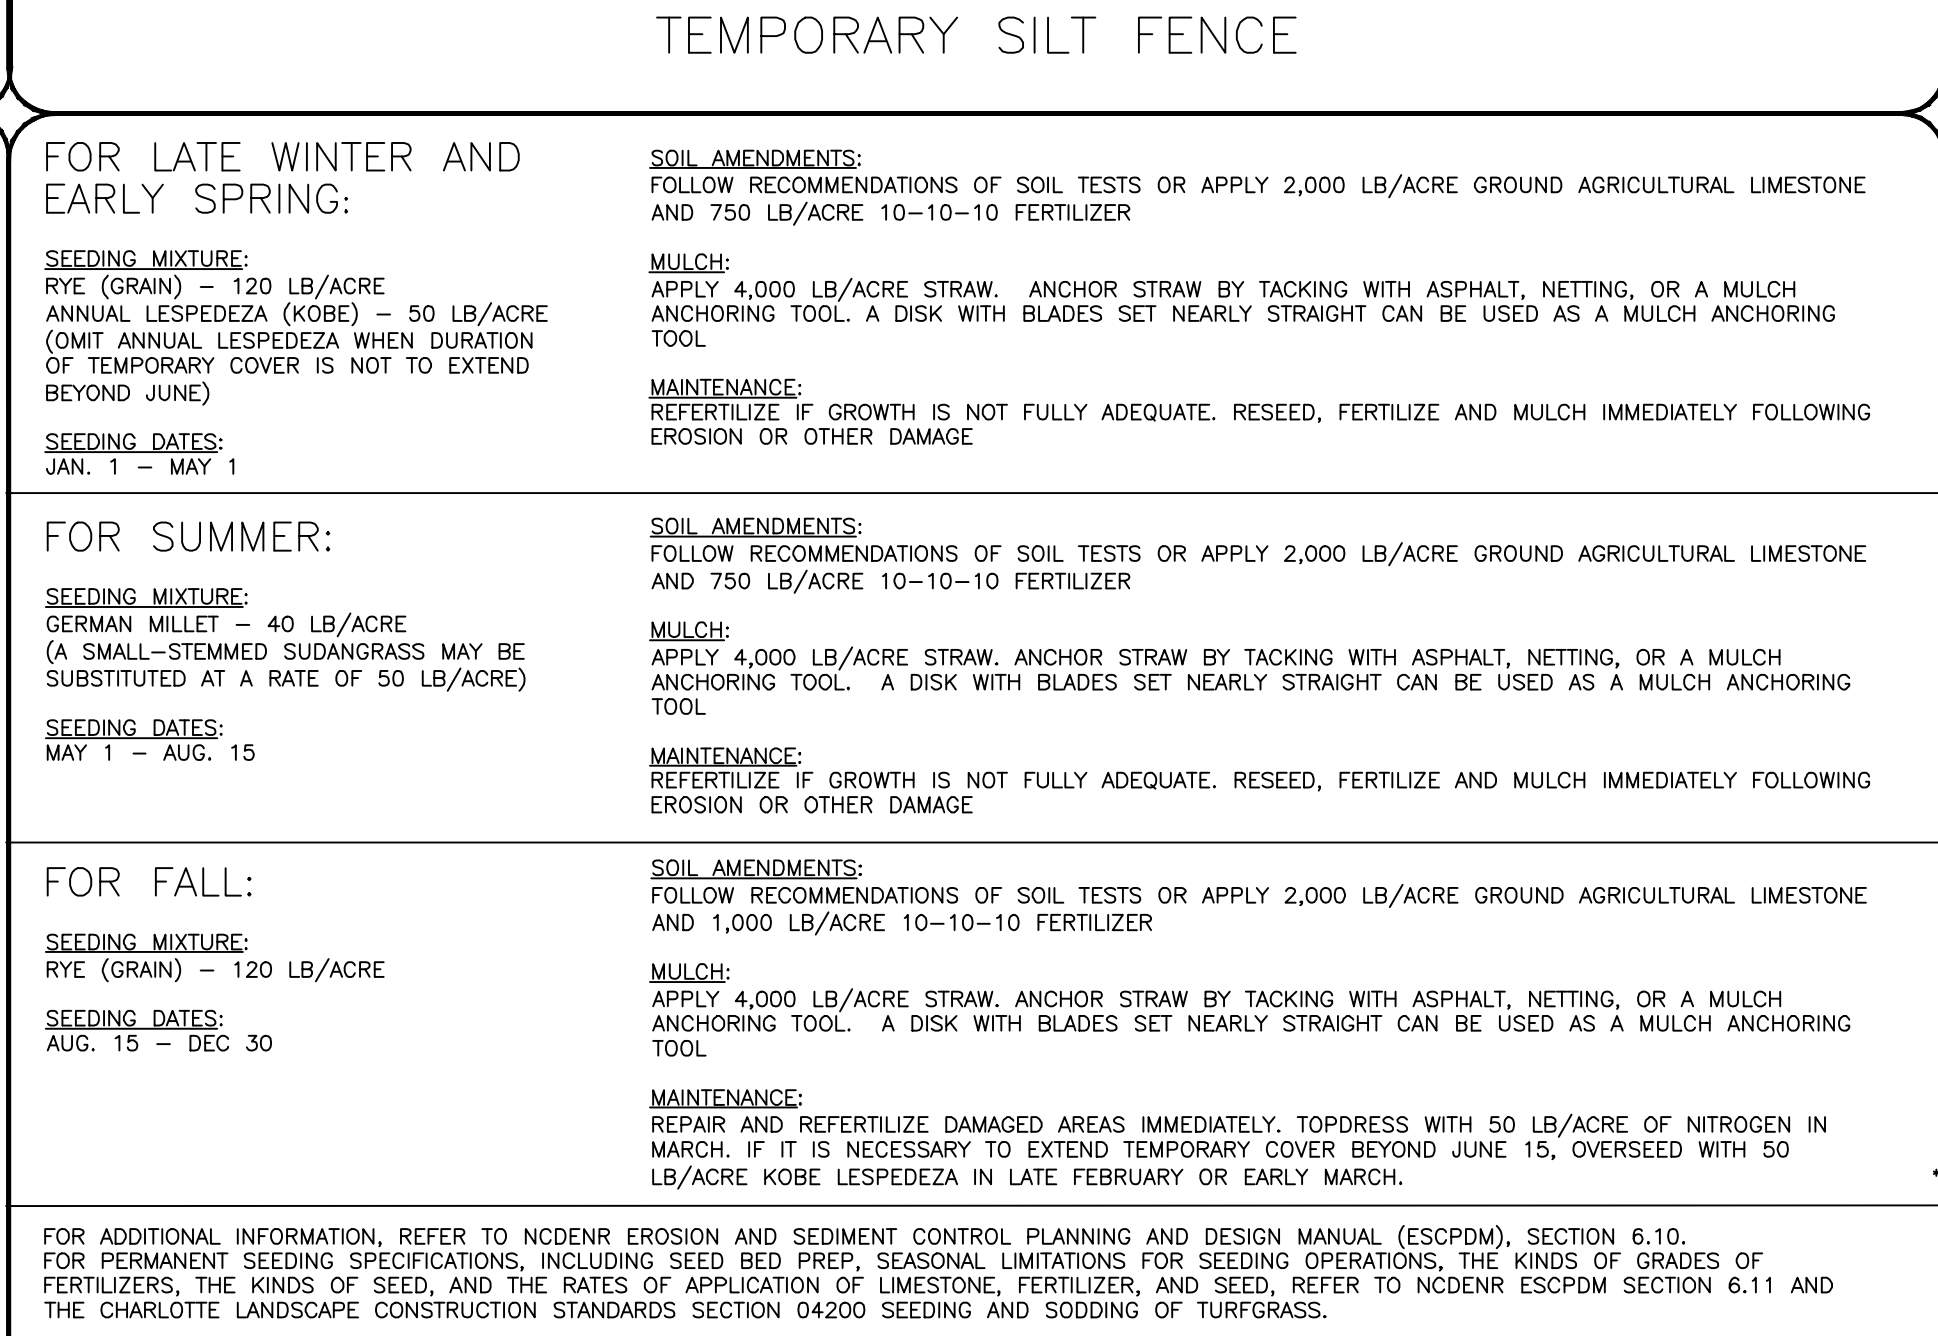 TEMPORARY SILT FENCE
FOR LATE WINTER AND
EARLY SPRING:
SEEDING MIXTURE:
RYE (GRAIN) – 120 LB/ACRE
ANNUAL LESPEDEZA (KOBE) – 50 LB/ACRE
(OMIT ANNUAL LESPEDEZA WHEN DURATION
OF TEMPORARY COVER IS NOT TO EXTEND
BEYOND JUNE)
SEEDING DATES:
JAN. 1 – MAY 1
SOIL AMENDMENTS:
FOLLOW RECOMMENDATIONS OF SOIL TESTS OR APPLY 2,000 LB/ACRE GROUND AGRICULTURAL LIMESTONE
AND 750 LB/ACRE 10–10–10 FERTILIZER
MULCH:
APPLY 4,000 LB/ACRE STRAW. ANCHOR STRAW BY TACKING WITH ASPHALT, NETTING, OR A MULCH
ANCHORING TOOL. A DISK WITH BLADES SET NEARLY STRAIGHT CAN BE USED AS A MULCH ANCHORING
TOOL
MAINTENANCE:
REFERTILIZE IF GROWTH IS NOT FULLY ADEQUATE. RESEED, FERTILIZE AND MULCH IMMEDIATELY FOLLOWING
EROSION OR OTHER DAMAGE
FOR SUMMER:
SEEDING MIXTURE:
GERMAN MILLET – 40 LB/ACRE
(A SMALL–STEMMED SUDANGRASS MAY BE
SUBSTITUTED AT A RATE OF 50 LB/ACRE)
SEEDING DATES:
MAY 1 – AUG. 15
SOIL AMENDMENTS:
FOLLOW RECOMMENDATIONS OF SOIL TESTS OR APPLY 2,000 LB/ACRE GROUND AGRICULTURAL LIMESTONE
AND 750 LB/ACRE 10–10–10 FERTILIZER
MULCH:
APPLY 4,000 LB/ACRE STRAW. ANCHOR STRAW BY TACKING WITH ASPHALT, NETTING, OR A MULCH
ANCHORING TOOL. A DISK WITH BLADES SET NEARLY STRAIGHT CAN BE USED AS A MULCH ANCHORING
TOOL
MAINTENANCE:
REFERTILIZE IF GROWTH IS NOT FULLY ADEQUATE. RESEED, FERTILIZE AND MULCH IMMEDIATELY FOLLOWING
EROSION OR OTHER DAMAGE
FOR FALL:
SEEDING MIXTURE:
RYE (GRAIN) – 120 LB/ACRE
SEEDING DATES:
AUG. 15 – DEC 30
SOIL AMENDMENTS:
FOLLOW RECOMMENDATIONS OF SOIL TESTS OR APPLY 2,000 LB/ACRE GROUND AGRICULTURAL LIMESTONE
AND 1,000 LB/ACRE 10–10–10 FERTILIZER
MULCH:
APPLY 4,000 LB/ACRE STRAW. ANCHOR STRAW BY TACKING WITH ASPHALT, NETTING, OR A MULCH
ANCHORING TOOL. A DISK WITH BLADES SET NEARLY STRAIGHT CAN BE USED AS A MULCH ANCHORING
TOOL
MAINTENANCE:
REPAIR AND REFERTILIZE DAMAGED AREAS IMMEDIATELY. TOPDRESS WITH 50 LB/ACRE OF NITROGEN IN
MARCH. IF IT IS NECESSARY TO EXTEND TEMPORARY COVER BEYOND JUNE 15, OVERSEED WITH 50
LB/ACRE KOBE LESPEDEZA IN LATE FEBRUARY OR EARLY MARCH.
FOR ADDITIONAL INFORMATION, REFER TO NCDENR EROSION AND SEDIMENT CONTROL PLANNING AND DESIGN MANUAL (ESCPDM), SECTION 6.10.
FOR PERMANENT SEEDING SPECIFICATIONS, INCLUDING SEED BED PREP, SEASONAL LIMITATIONS FOR SEEDING OPERATIONS, THE KINDS OF GRADES OF
FERTILIZERS, THE KINDS OF SEED, AND THE RATES OF APPLICATION OF LIMESTONE, FERTILIZER, AND SEED, REFER TO NCDENR ESCPDM SECTION 6.11 AND
THE CHARLOTTE LANDSCAPE CONSTRUCTION STANDARDS SECTION 04200 SEEDING AND SODDING OF TURFGRASS.